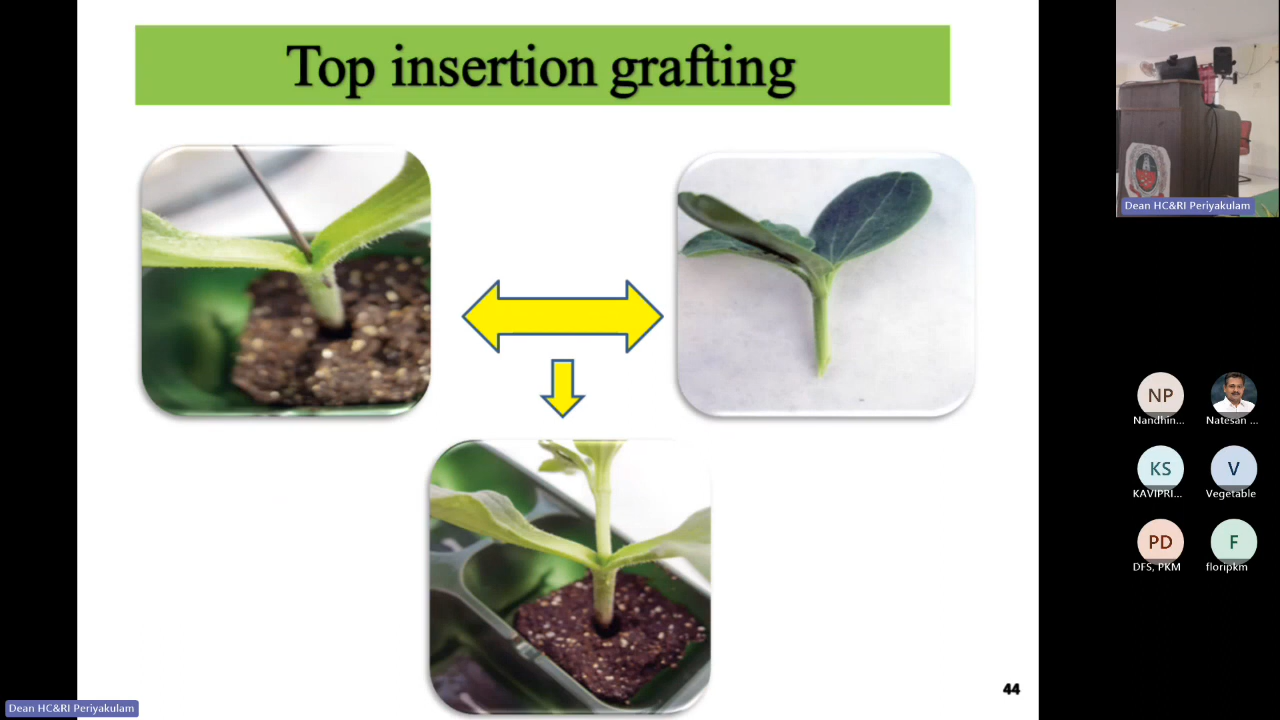 Top insertion grafting
44
Dean HC&RI Periyakulam
NP
Nandhin...
Natesan ...
KS
KAVIPRI...
V
Vegetable
PD
DFS, PKM
F
floripkm
Dean HC&RI Periyakulam